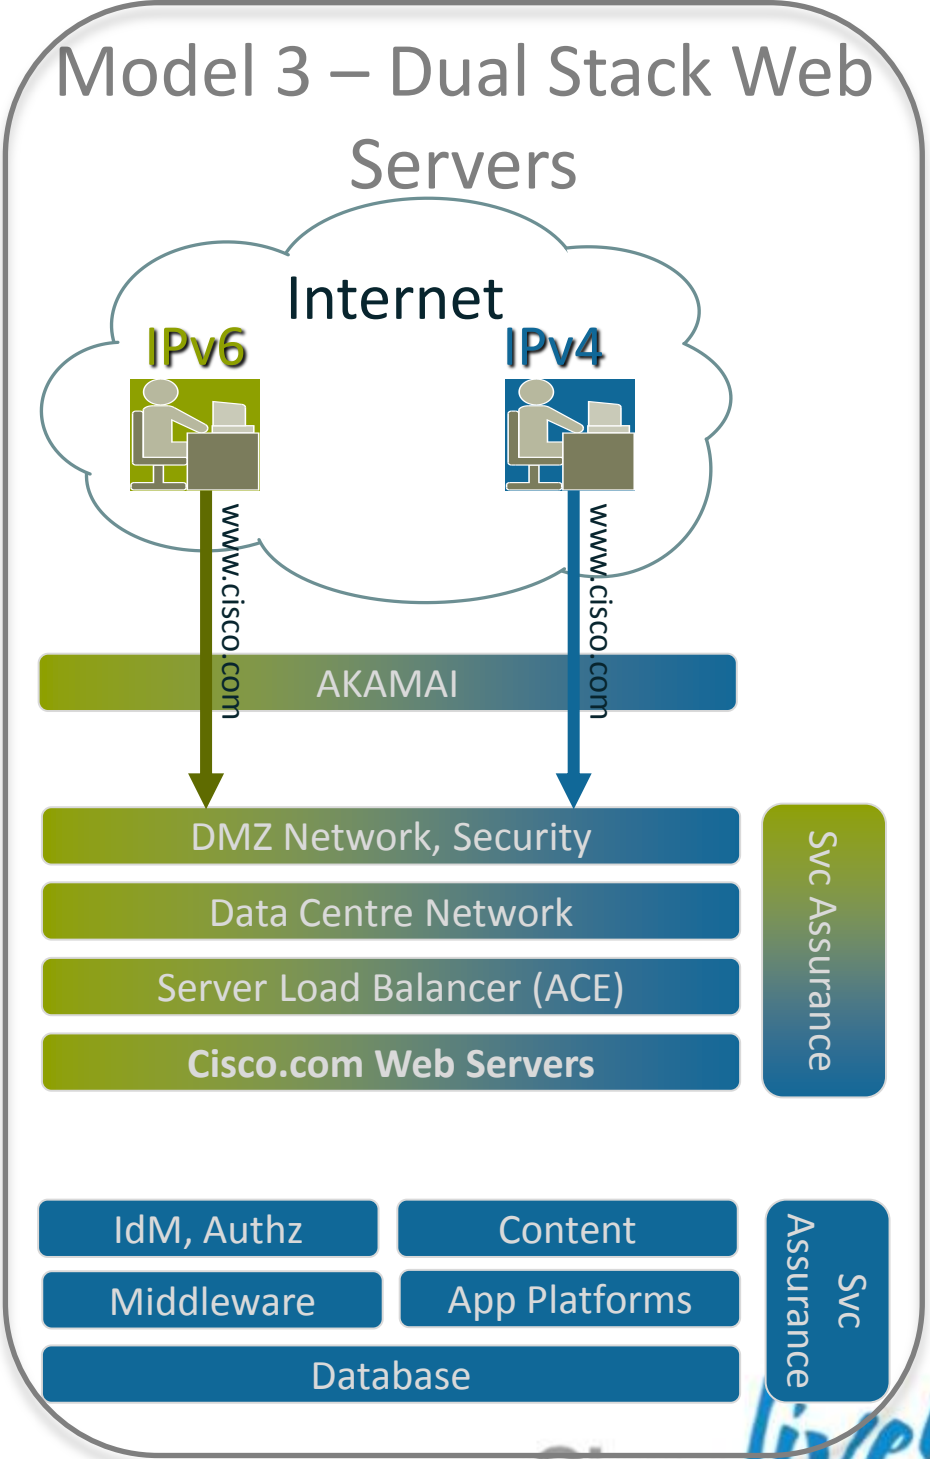 Model 3 – Dual Stack Web
Servers
Internet
IPv6
IPv4
www.cisco.com
www.cisco.com
AKAMAI
DMZ Network, Security
Data Centre Network
Server Load Balancer (ACE)
Cisco.com Web Servers
Svc Assurance
IdM, Authz
Content
Middleware
App Platforms
Database
Svc
Assurance